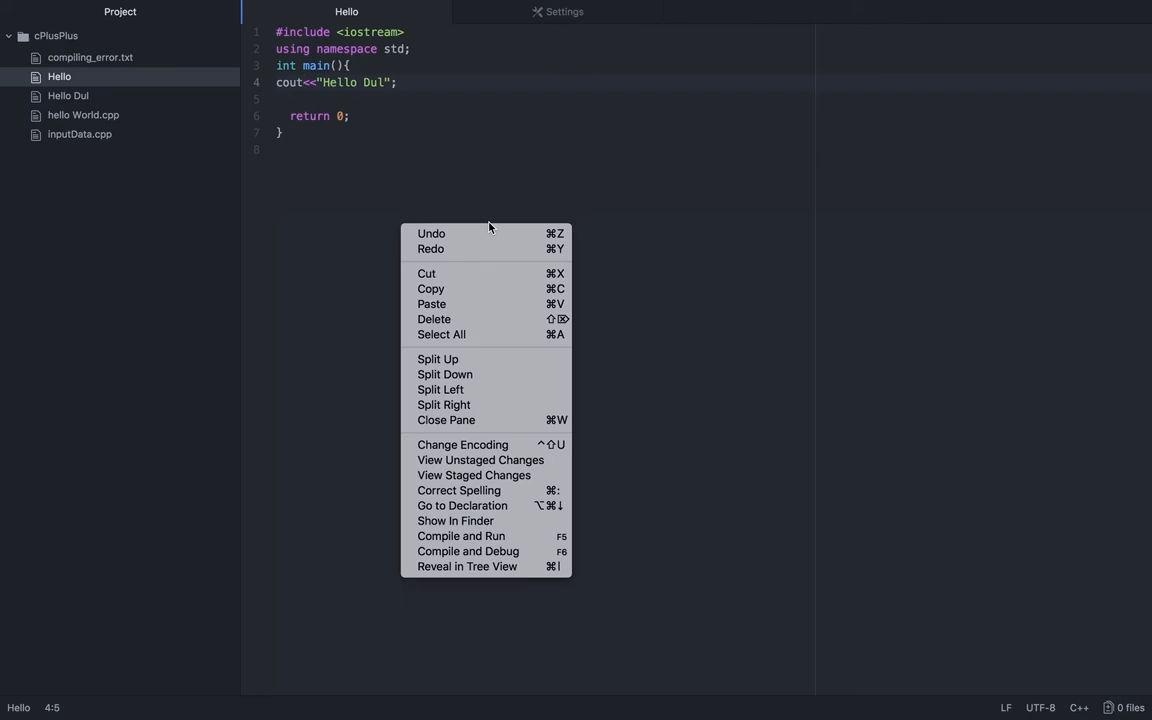 Project
Hello
Settings
cPlusPlus
compiling_error.txt
Hello
Hello Dul
hello World.cpp
inputData.cpp
1 #include <iostream>
2 using namespace std;
3 int main(){
4 cout<<"Hello Dul";
5
6 return 0;
7 }
8
Undo ⌘Z
Redo ⌘Y
Cut ⌘X
Copy ⌘C
Paste ⌘V
Delete ⇧⌦
Select All ⌘A
Split Up
Split Down
Split Left
Split Right
Close Pane ⌘W
Change Encoding ^⇧U
View Unstaged Changes
View Staged Changes
Correct Spelling ⌘:
Go to Declaration ⌥⌘↓
Show In Finder
Compile and Run F5
Compile and Debug F6
Reveal in Tree View ⌘|
Hello 4:5 LF UTF-8 C++ 0 files